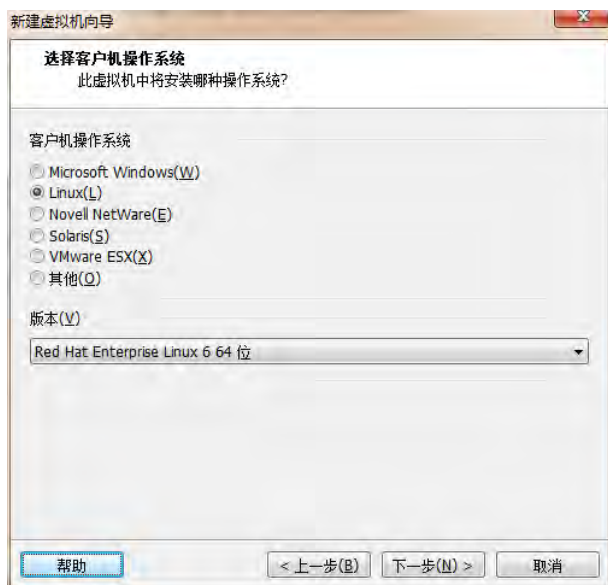 新建虚拟机向导
选择客户机操作系统
此虚拟机中将安装哪种操作系统?
客户机操作系统
Microsoft Windows(W)
Linux(L)
Novell NetWare(E)
Solaris(S)
VMware ESX(X)
其他(O)
版本(V)
Red Hat Enterprise Linux 6 64 位
帮助 < 上一步(B) 下一步(N) > 取消